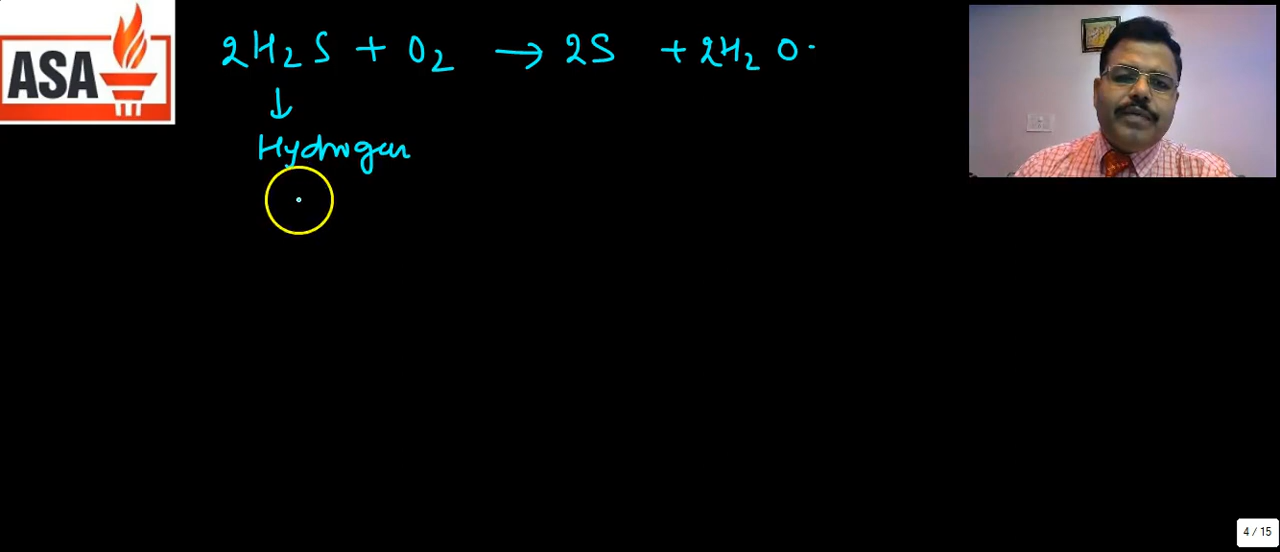 ASA
2H₂S + O₂ → 2S + 2H₂O.
↓
Hydrogen
4 / 15